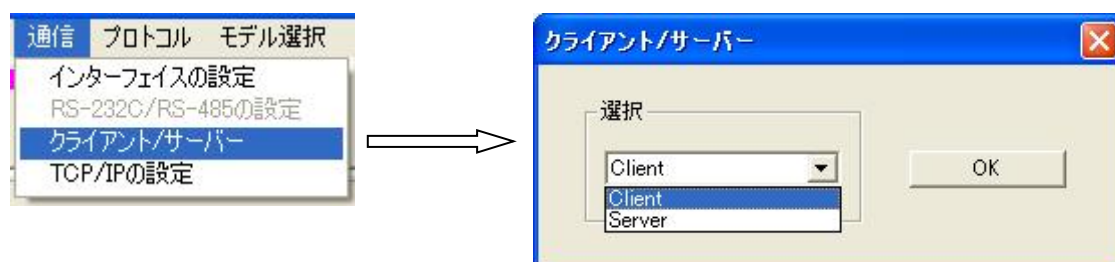 通信 プロトコル モデル選択
インターフェイスの設定
RS-232C/RS-485の設定
クライアント/サーバー
TCP/IPの設定
クライアント/サーバー
選択
Client
Client
Server
OK